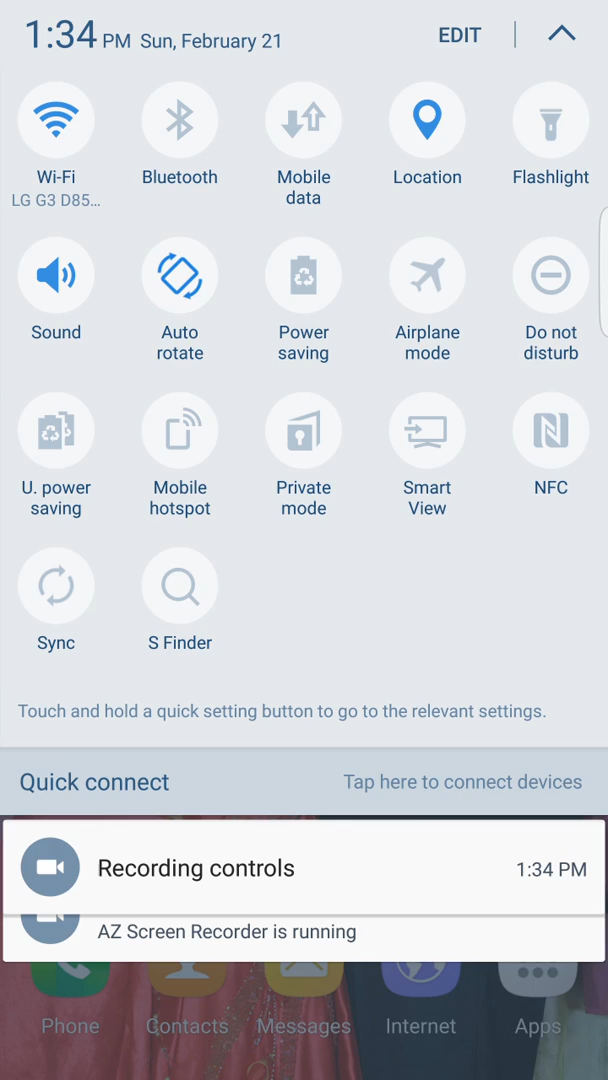 1:34 PM Sun, February 21 EDIT
Wi-Fi Bluetooth Mobile data Location Flashlight
LG G3 D85...
Sound Auto rotate Power saving Airplane mode Do not disturb
U. power saving Mobile hotspot Private mode Smart View NFC
Sync S Finder
Touch and hold a quick setting button to go to the relevant settings.
Quick connect Tap here to connect devices
Recording controls 1:34 PM
AZ Screen Recorder is running
Phone Contacts Messages Internet Apps